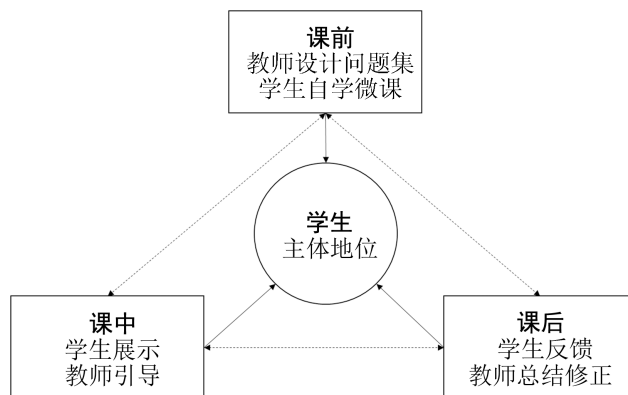 课前
教师设计问题集
学生自学微课
学生
主体地位
课中
学生展示
教师引导
课后
学生反馈
教师总结修正